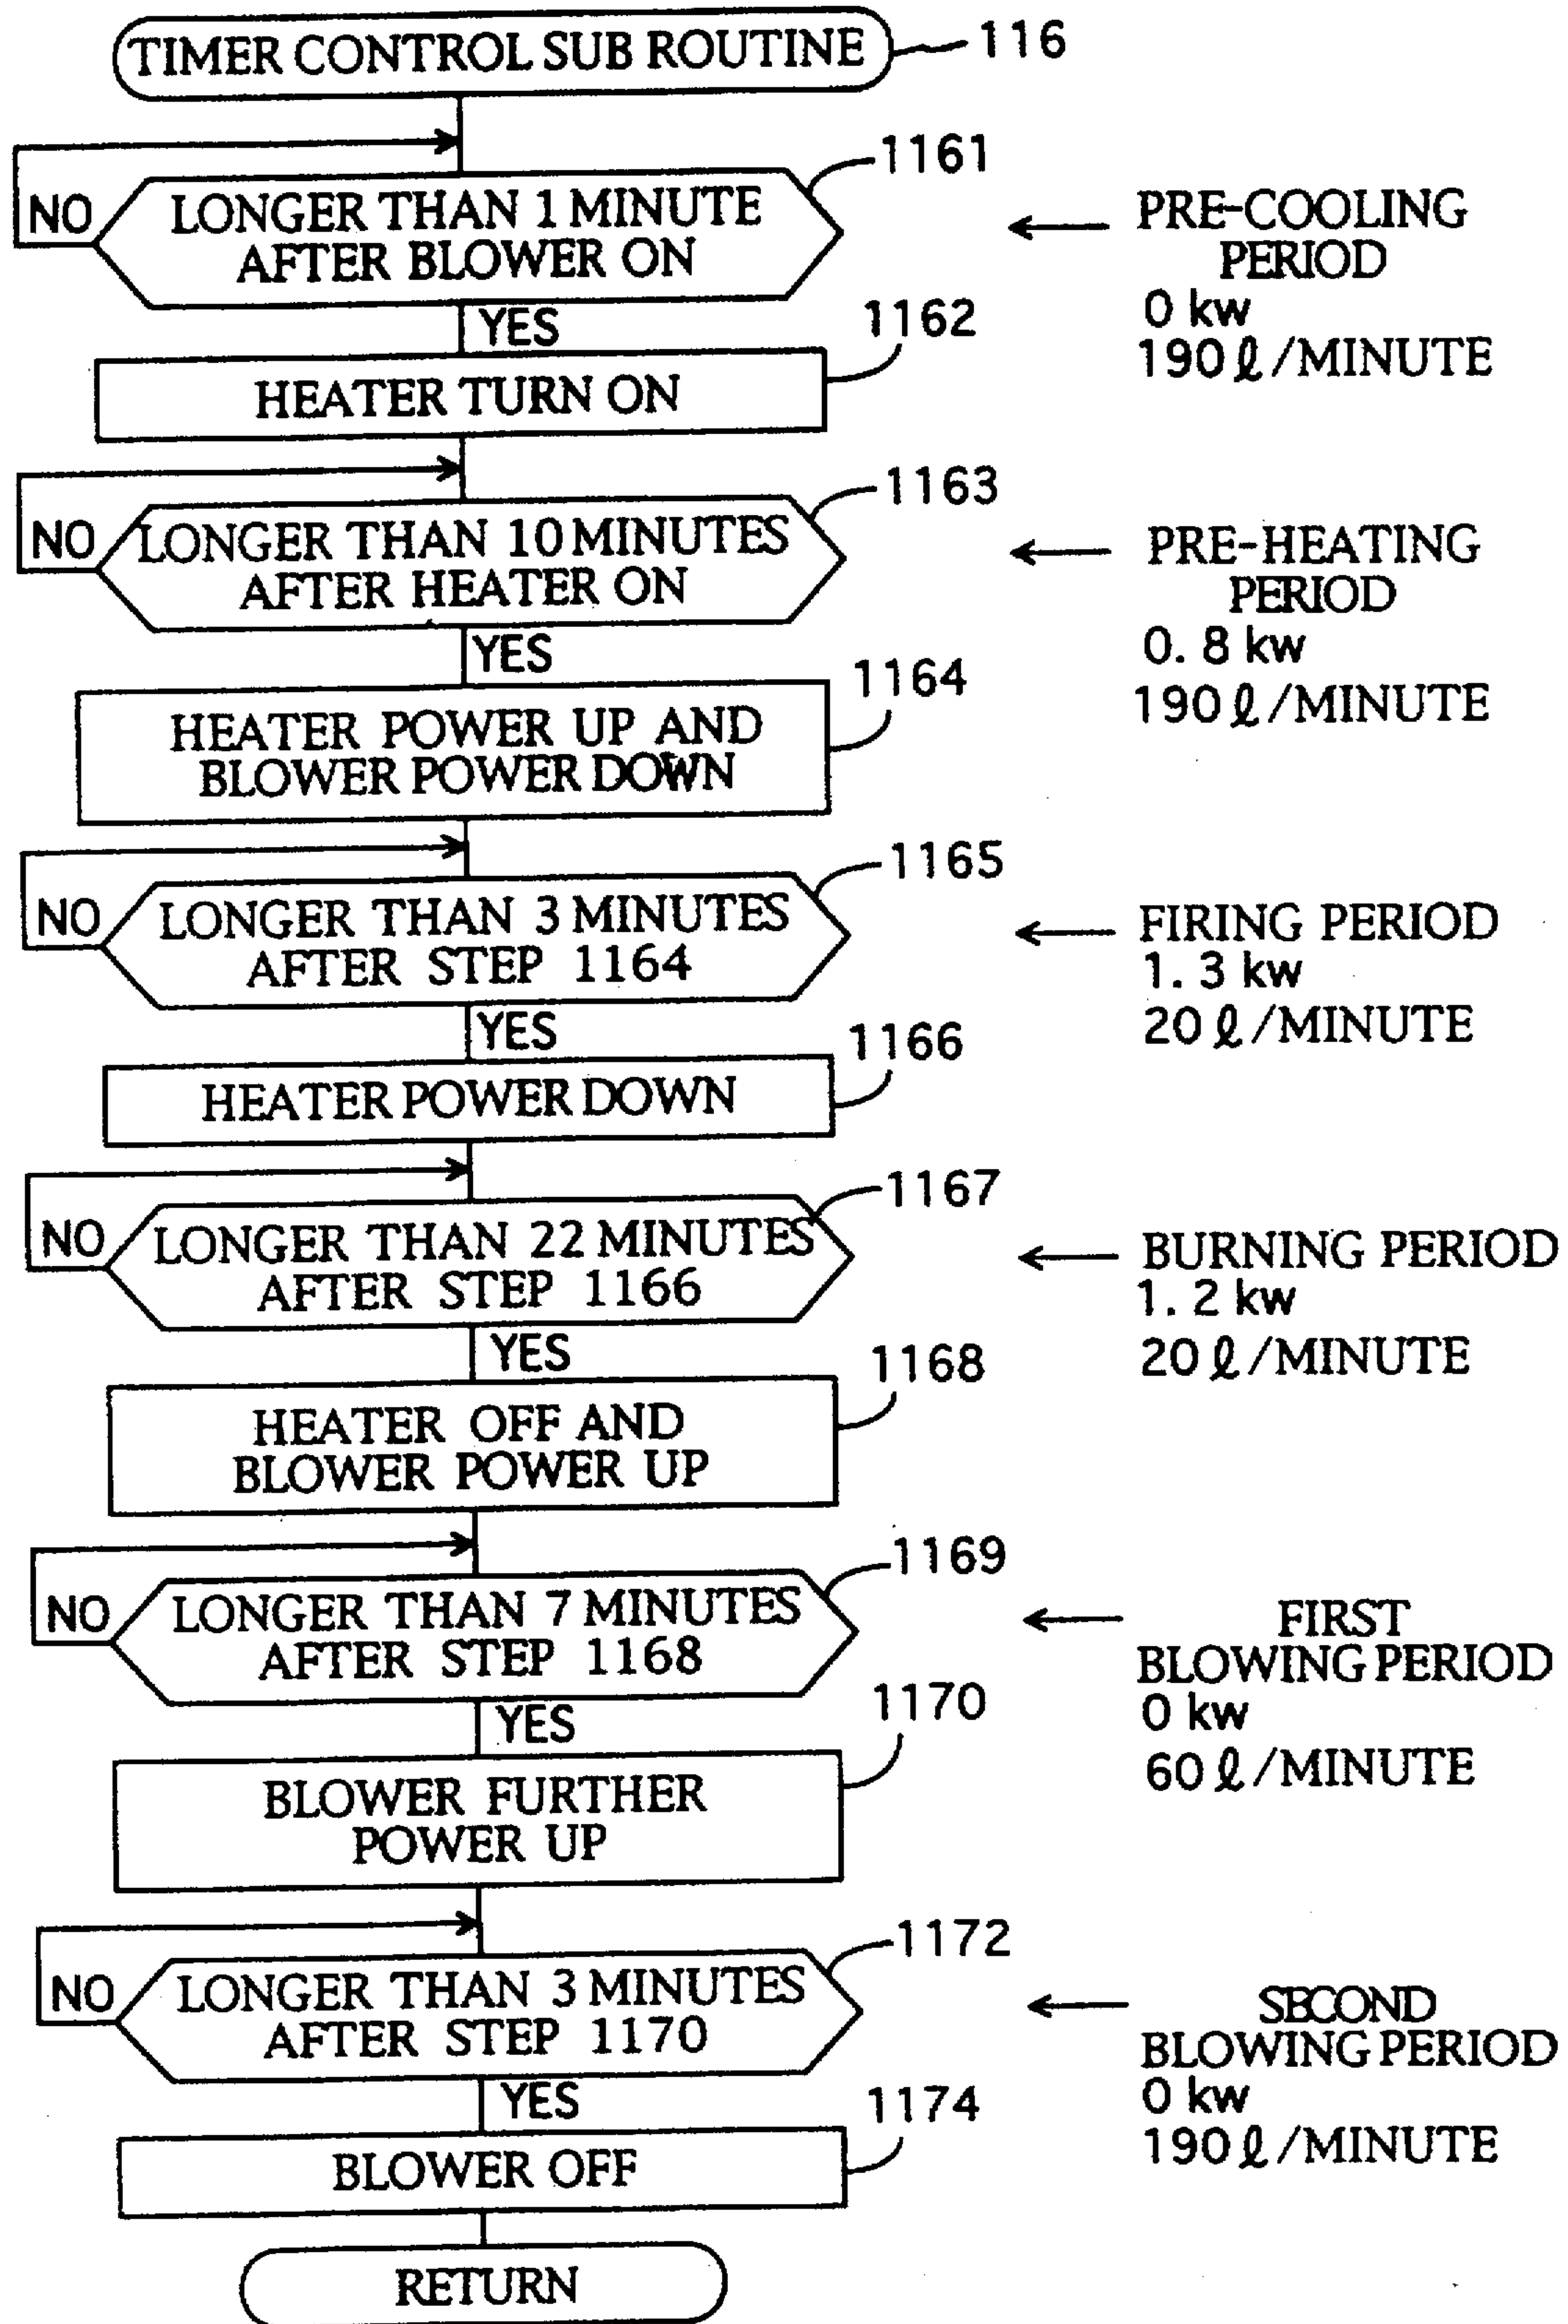 TIMER CONTROL SUB ROUTINE
116
1161
LONGER THAN 1 MINUTE
AFTER BLOWER ON
NO
YES
PRE-COOLING
PERIOD
0 kw
190 ℓ/MINUTE
1162
HEATER TURN ON
1163
LONGER THAN 10 MINUTES
AFTER HEATER ON
NO
YES
PRE-HEATING
PERIOD
0. 8 kw
190 ℓ/MINUTE
1164
HEATER POWER UP AND
BLOWER POWER DOWN
1165
LONGER THAN 3 MINUTES
AFTER STEP 1164
NO
YES
FIRING PERIOD
1. 3 kw
20 ℓ/MINUTE
1166
HEATER POWER DOWN
1167
LONGER THAN 22 MINUTES
AFTER STEP 1166
NO
YES
BURNING PERIOD
1. 2 kw
20 ℓ/MINUTE
1168
HEATER OFF AND
BLOWER POWER UP
1169
LONGER THAN 7 MINUTES
AFTER STEP 1168
NO
YES
FIRST
BLOWING PERIOD
0 kw
60 ℓ/MINUTE
1170
BLOWER FURTHER
POWER UP
1172
LONGER THAN 3 MINUTES
AFTER STEP 1170
NO
YES
SECOND
BLOWING PERIOD
0 kw
190 ℓ/MINUTE
1174
BLOWER OFF
RETURN